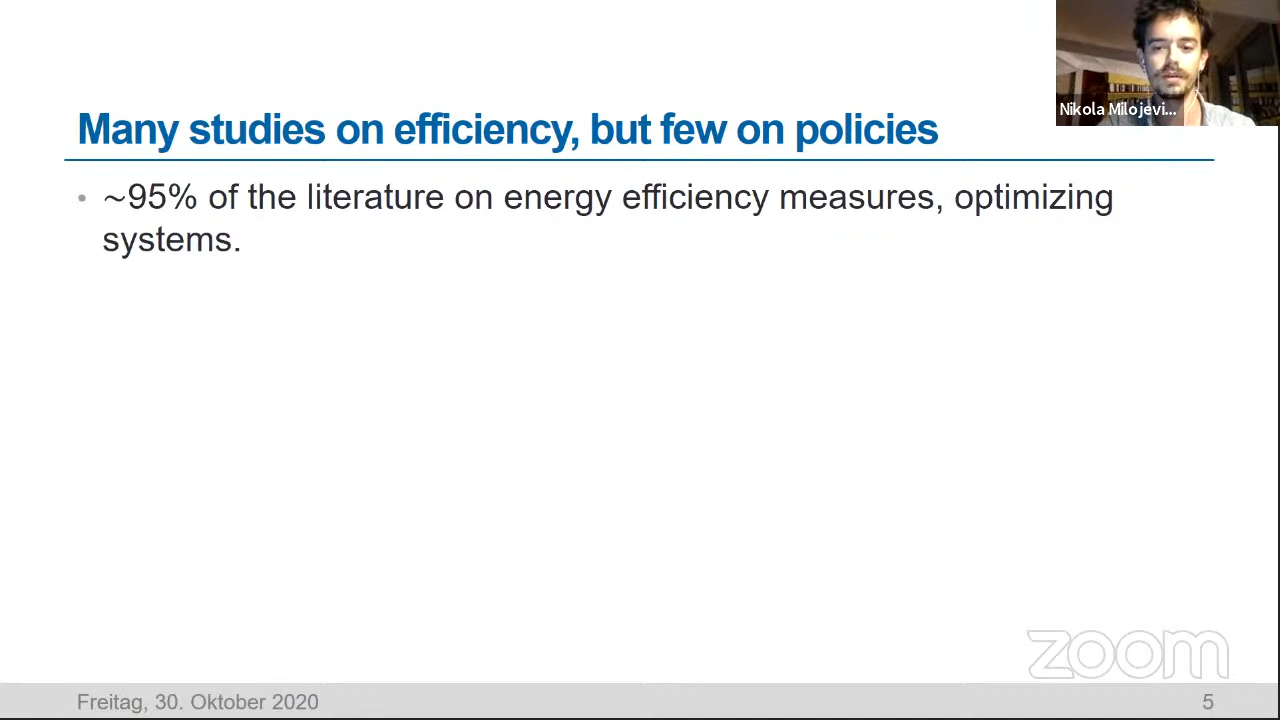 Nikola Milojevi...
Many studies on efficiency, but few on policies
• ~95% of the literature on energy efficiency measures, optimizing
systems.
zoom
Freitag, 30. Oktober 2020
5